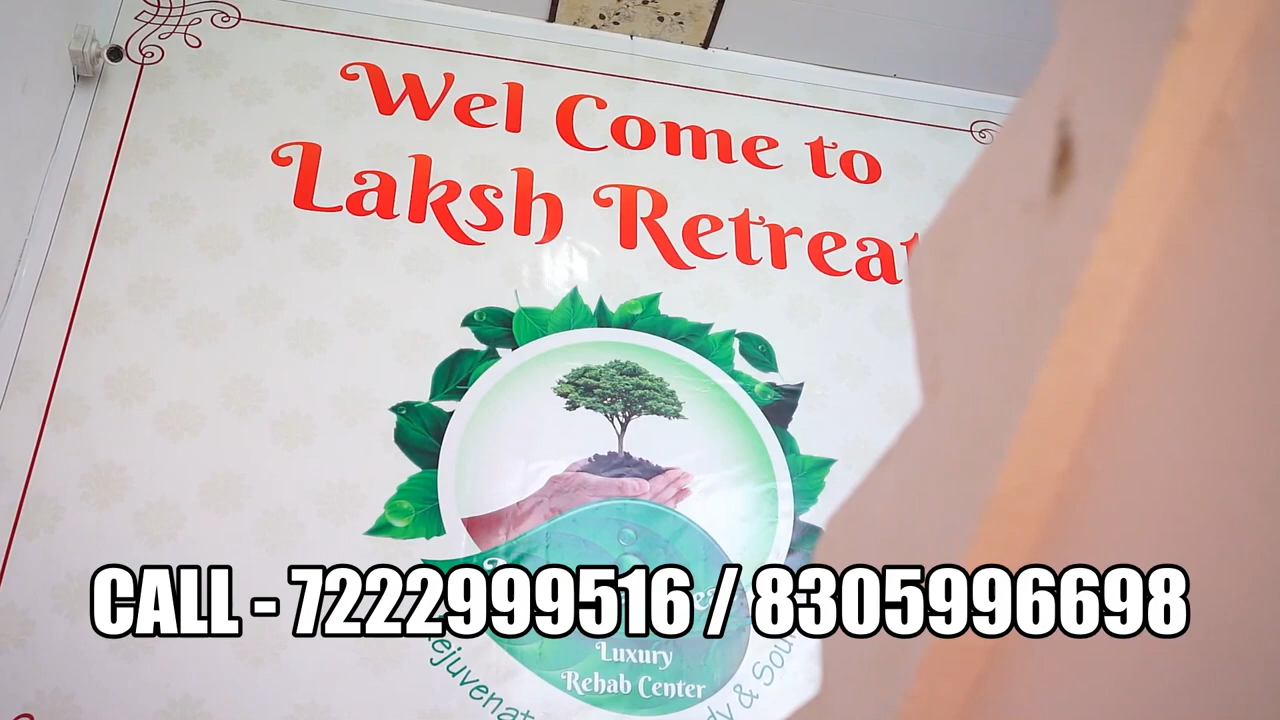 Wel Come to
Laksh Retreat
CALL - 7222999516 / 8305996698
Luxury
Rehab Center